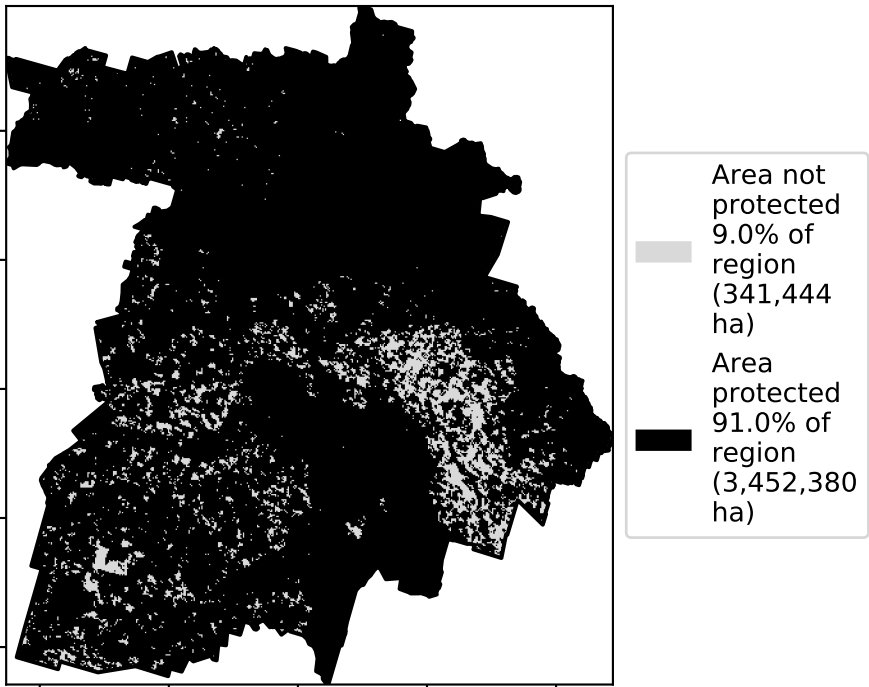 Area not
protected
9.0% of
region
(341,444
ha)
Area
protected
91.0% of
region
(3,452,380
ha)